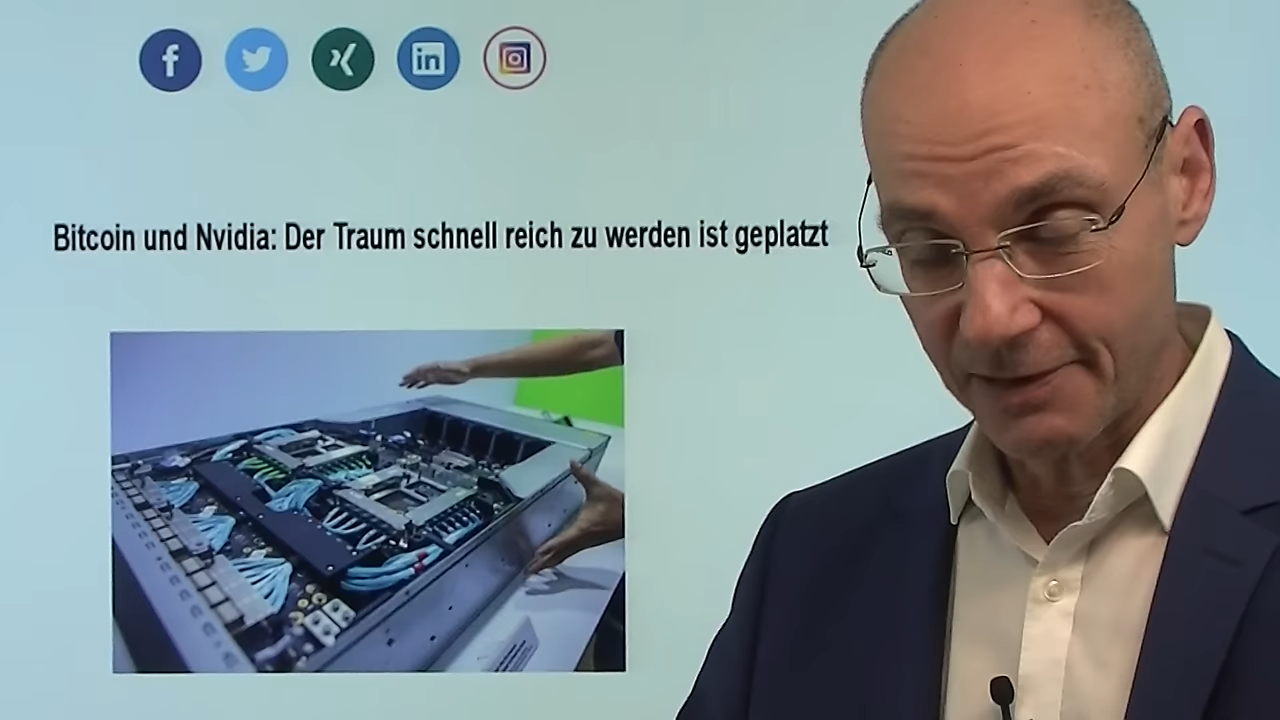 Bitcoin und Nvidia: Der Traum schnell reich zu werden ist geplatzt